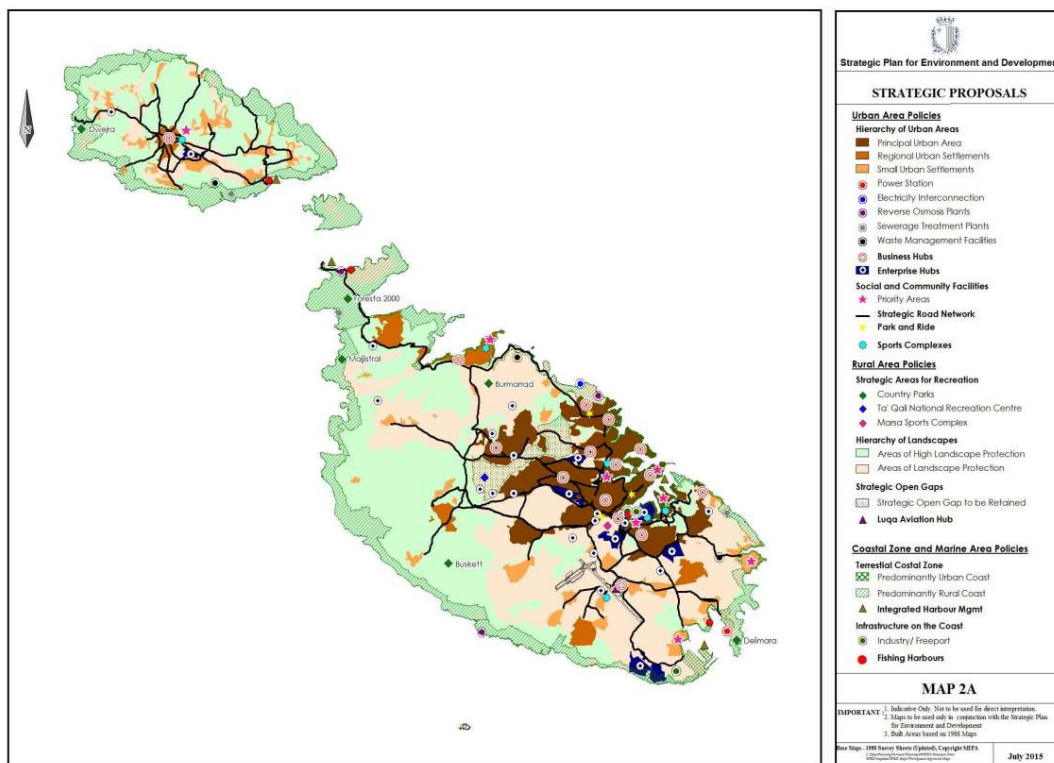 Dwejra
Foresta 2000
Majjistral
Burmarrad
Buskett
Delimara
Strategic Plan for Environment and Developmen
STRATEGIC PROPOSALS
Urban Area Policies
Hierarchy of Urban Areas
Principal Urban Area
Regional Urban Settlements
Small Urban Settlements
Power Station
Electricity Interconnection
Reverse Osmosis Plants
Sewerage Treatment Plants
Waste Management Facilities
Business Hubs
Enterprise Hubs
Social and Community Facilities
Priority Areas
Strategic Road Network
Park and Ride
Sports Complexes
Rural Area Policies
Strategic Areas for Recreation
Country Parks
Ta' Qali National Recreation Centre
Marsa Sports Complex
Hierarchy of Landscapes
Areas of High Landscape Protection
Areas of Landscape Protection
Strategic Open Gaps
Strategic Open Gap to be Retained
Luqa Aviation Hub
Coastal Zone and Marine Area Policies
Terrestial Costal Zone
Predominantly Urban Coast
Predominantly Rural Coast
Integrated Harbour Mgmt
Infrastructure on the Coast
Industry/ Freeport
Fishing Harbours
MAP 2A
IMPORTANT : 1. Indicative Only. Not to be used for direct interpretation.
2. Maps to be used only in conjunction with the Strategic Plan
for Environment and Development
3. Built Areas based on 1988 Maps
Base Maps - 1988 Survey Sheets (Updated), Copyright MEPA
July 2015